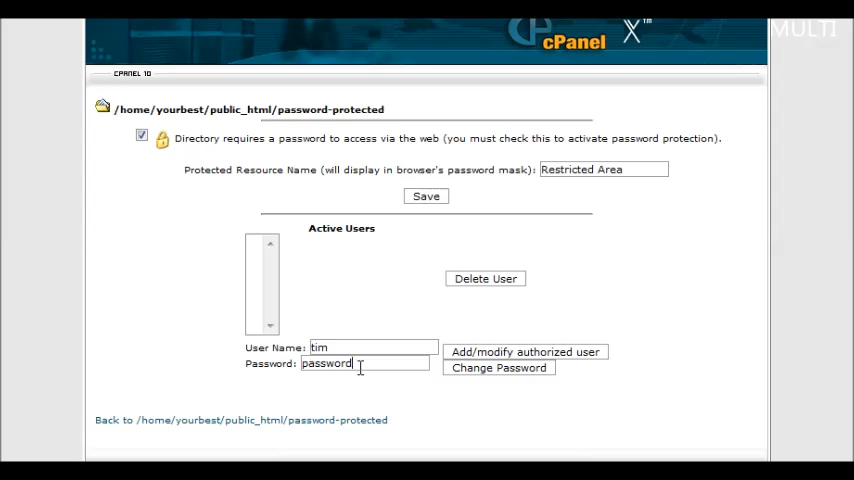 MULTI
cPanel X™
CPANEL 10
/home/yourbest/public_html/password-protected
Directory requires a password to access via the web (you must check this to activate password protection).
Protected Resource Name (will display in browser's password mask): Restricted Area
Save
Active Users
Delete User
User Name: tim
Add/modify authorized user
Password: password
Change Password
Back to /home/yourbest/public_html/password-protected